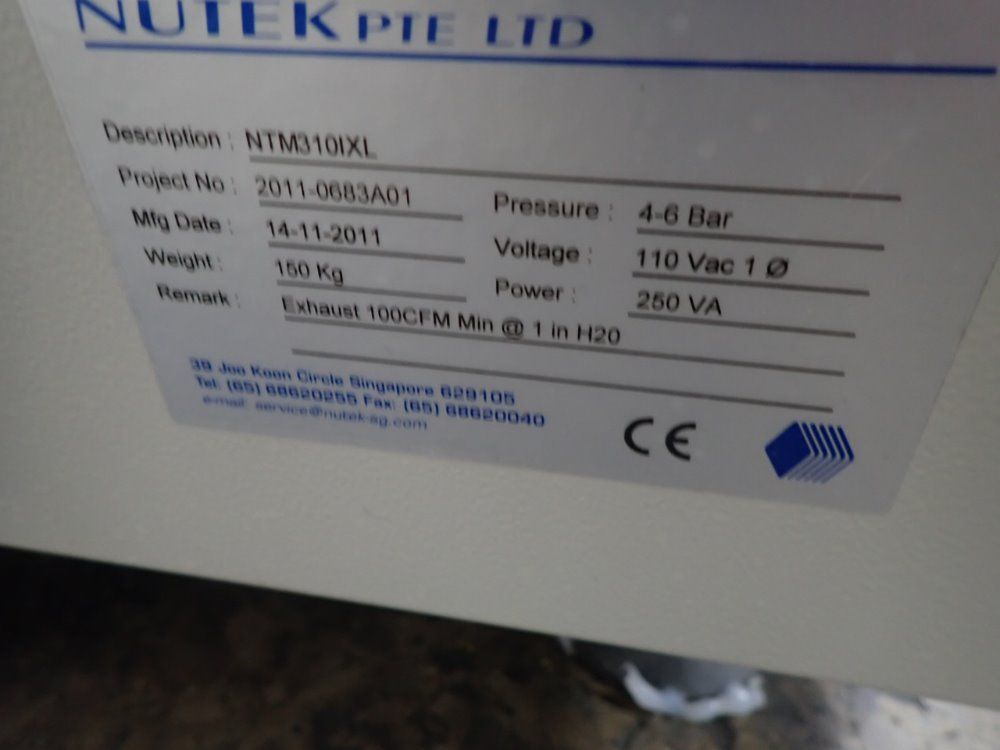 NUTEK PTE LTD
Description : NTM310IXL
Project No : 2011-0683A01 Pressure : 4-6 Bar
Mfg Date : 14-11-2011 Voltage : 110 Vac 1 Ø
Weight : 150 Kg Power : 250 VA
Remark : Exhaust 100CFM Min @ 1 in H20
39 Joo Koon Circle Singapore 629105
Tel: (65) 68620255 Fax: (65) 68620040
e-mail: service@nutek-sg.com
CE